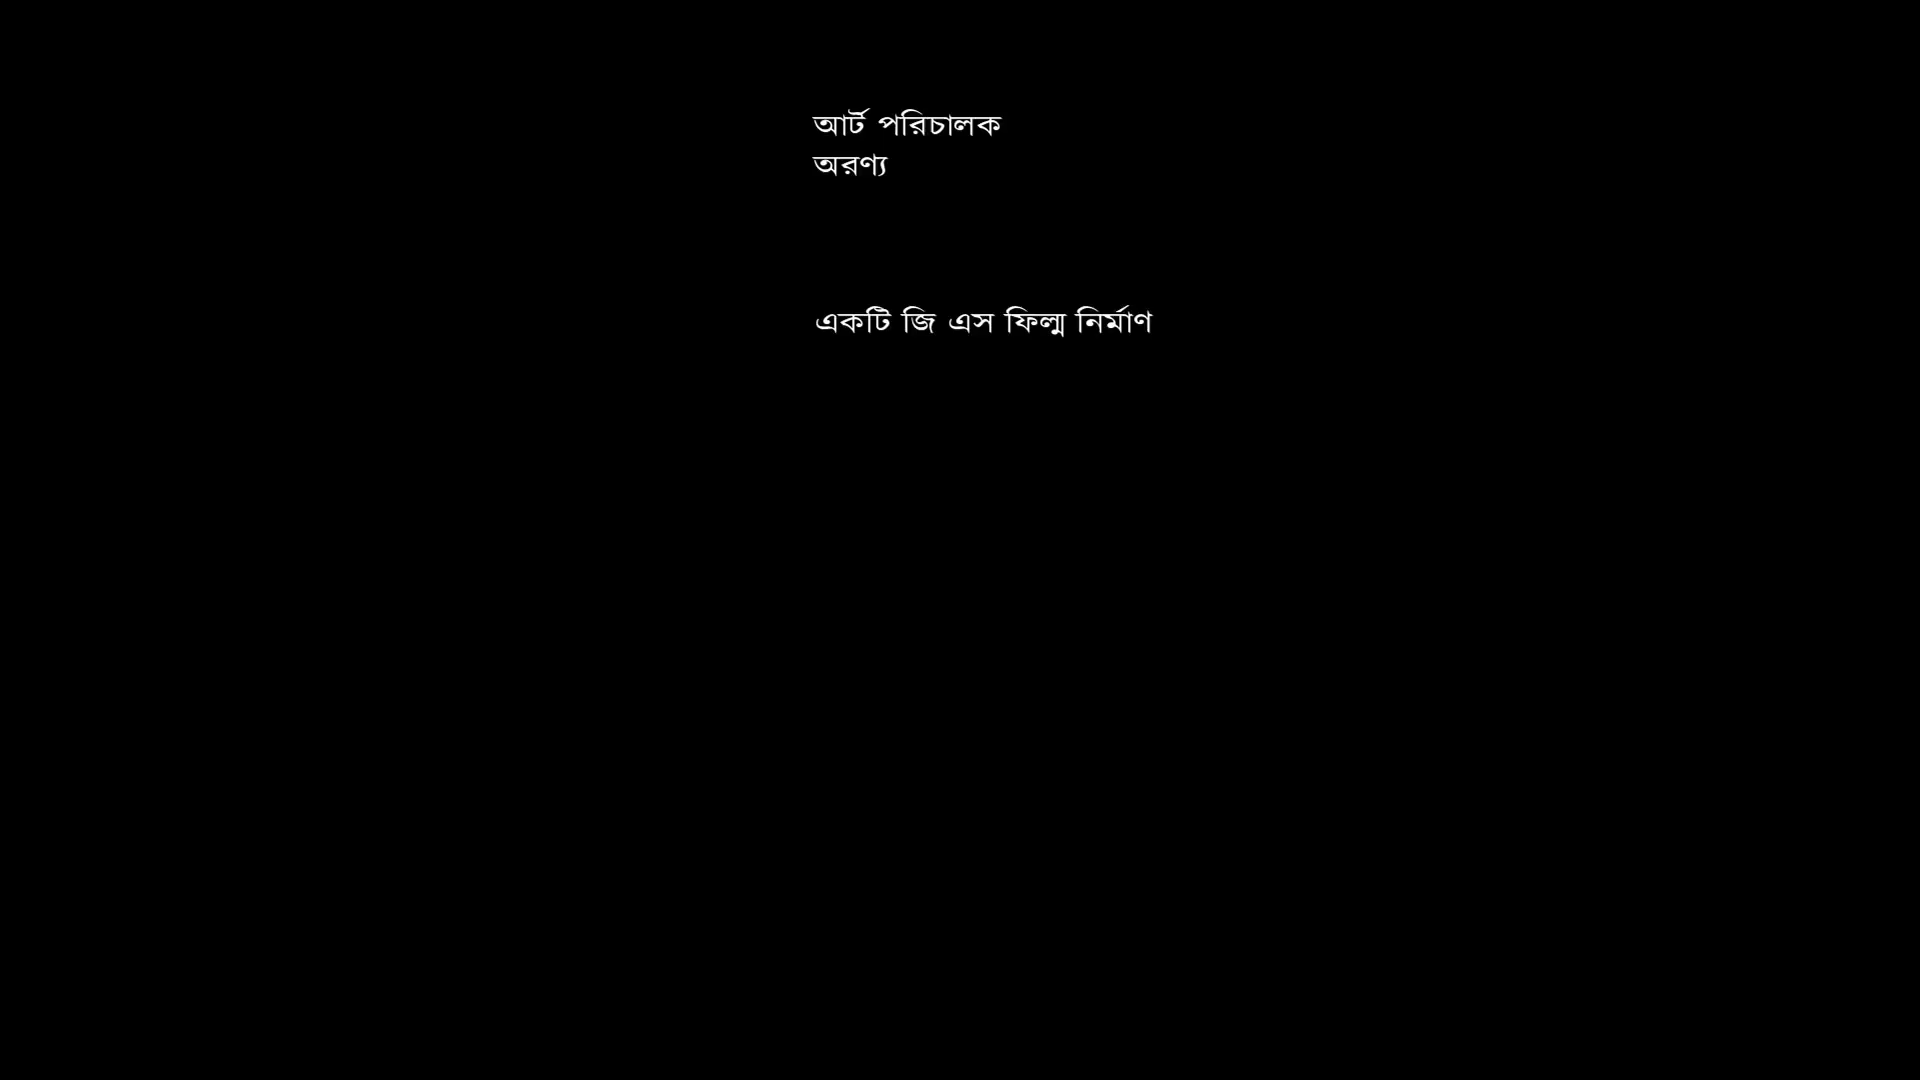 আর্ট পরিচালক
অরণ্য
একটি জি এস ফিল্ম নির্মাণ